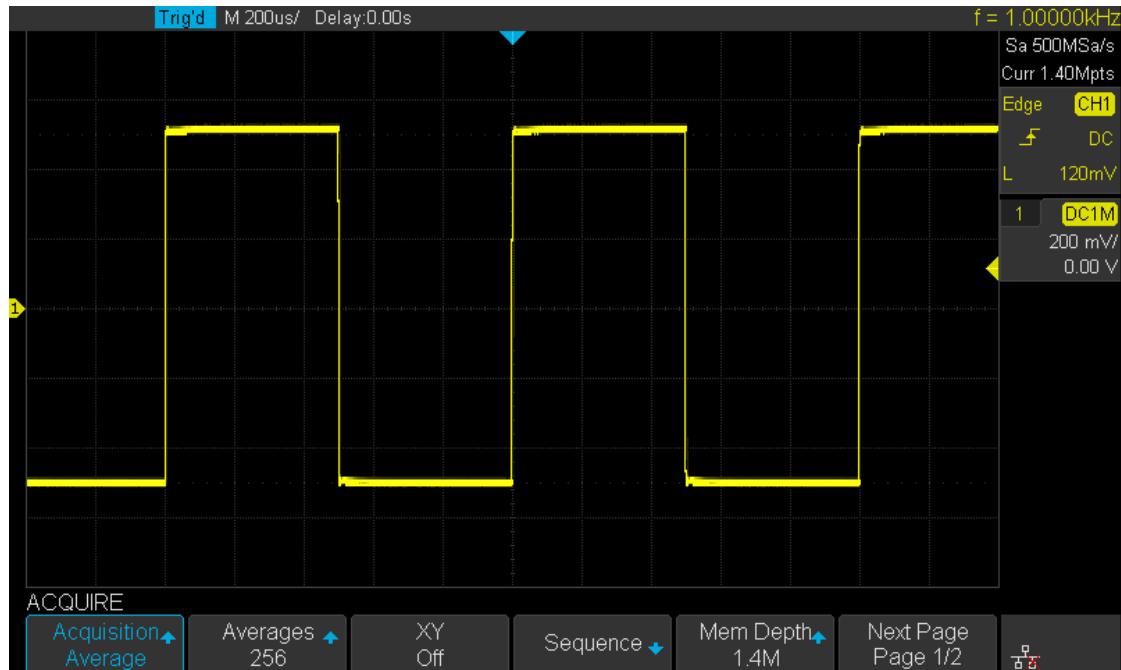 Trig'd M 200us/ Delay:0.00s f = 1.00000kHz
Sa 500MSa/s
Curr 1.40Mpts
Edge CH1
DC
L 120mV
1 DC1M
200 mV/
0.00 V
1
ACQUIRE
Acquisition
Average
Averages
256
XY
Off
Sequence
Mem Depth
1.4M
Next Page
Page 1/2